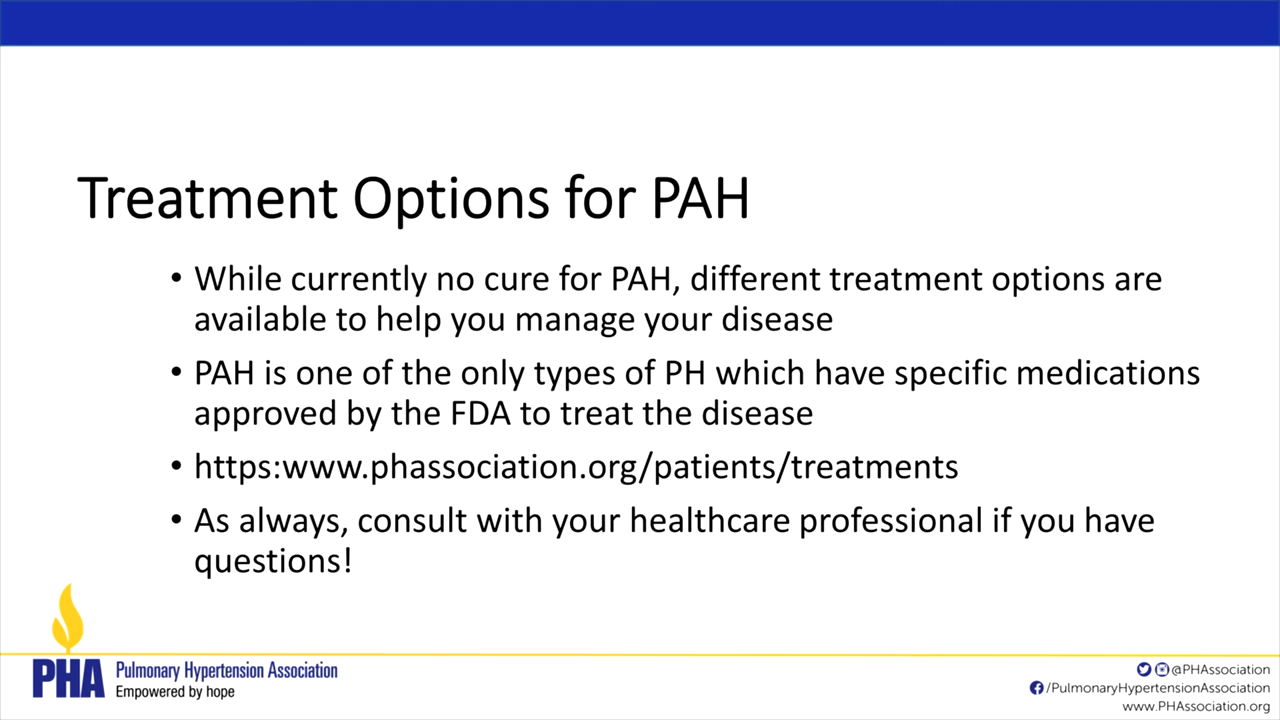 Treatment Options for PAH
• While currently no cure for PAH, different treatment options are
available to help you manage your disease
• PAH is one of the only types of PH which have specific medications
approved by the FDA to treat the disease
• https:www.phassociation.org/patients/treatments
• As always, consult with your healthcare professional if you have
questions!
PHA Pulmonary Hypertension Association
Empowered by hope
@PHAssociation
/PulmonaryHypertensionAssociation
www.PHAssociation.org